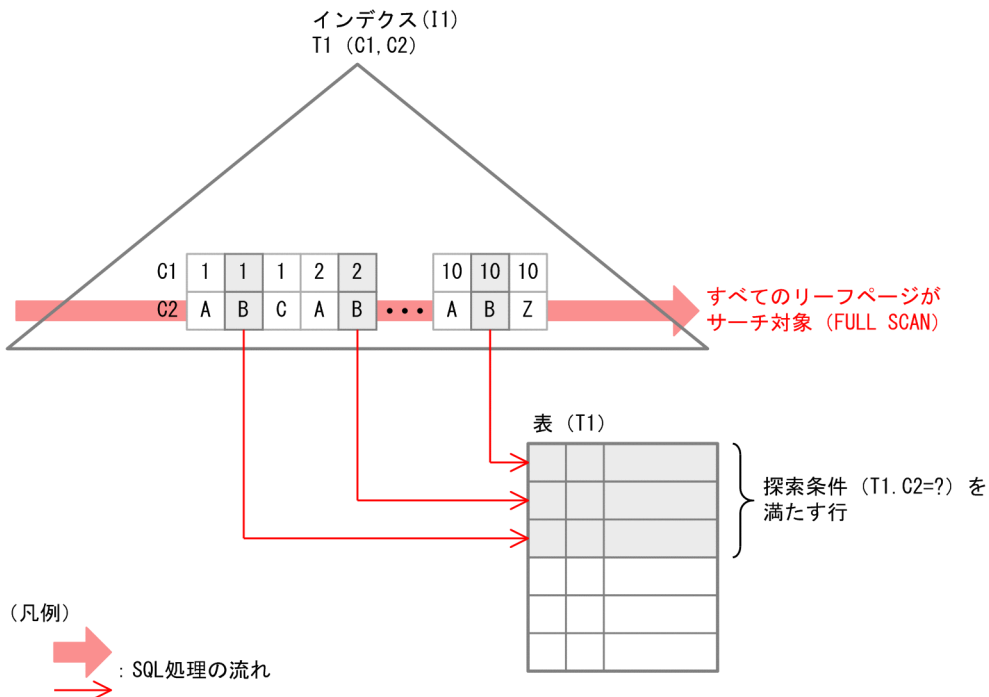 インデクス(I1)
T1 (C1,C2)
C1 1 1 1 2 2 10 10 10
C2 A B C A B ・・・ A B Z
すべてのリーフページが
サーチ対象 (FULL SCAN)
表 (T1)
探索条件 (T1.C2=?) を
満たす行
(凡例)
: SQL処理の流れ